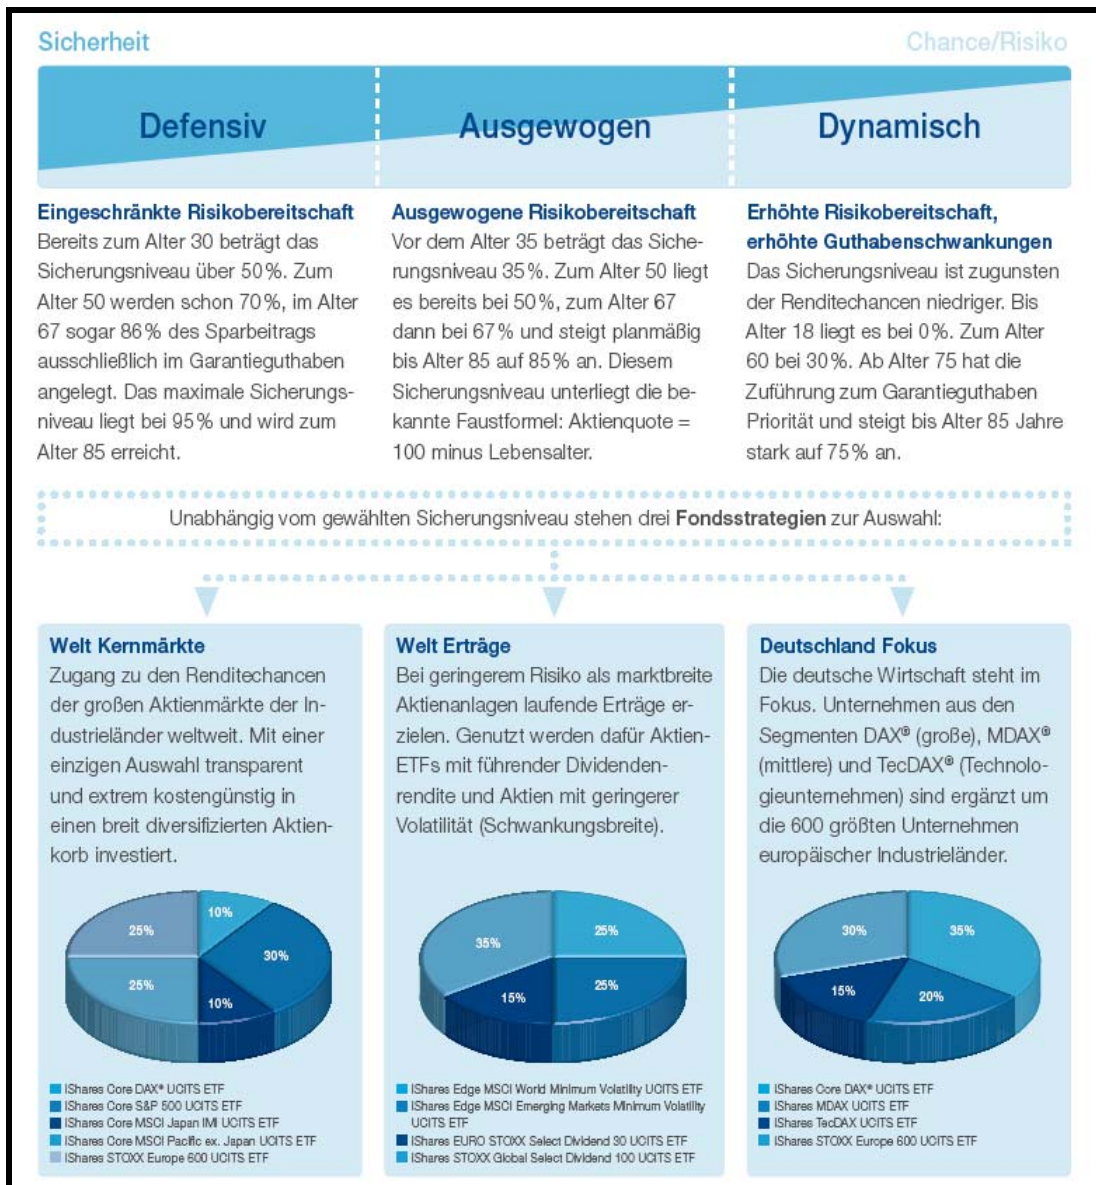 Sicherheit
Chance/Risiko
Defensiv
Ausgewogen
Dynamisch
Eingeschränkte Risikobereitschaft
Bereits zum Alter 30 beträgt das
Sicherungsniveau über 50%. Zum
Alter 50 werden schon 70%, im Alter
67 sogar 86% des Sparbeitrags
ausschließlich im Garantieguthaben
angelegt. Das maximale Sicherungs-
niveau liegt bei 95% und wird zum
Alter 85 erreicht.
Ausgewogene Risikobereitschaft
Vor dem Alter 35 beträgt das Siche-
rungsniveau 35%. Zum Alter 50 liegt
es bereits bei 50%, zum Alter 67
dann bei 67% und steigt planmäßig
bis Alter 85 auf 85% an. Diesem
Sicherungsniveau unterliegt die be-
kannte Faustformel: Aktienquote =
100 minus Lebensalter.
Erhöhte Risikobereitschaft,
erhöhte Guthabenschwankungen
Das Sicherungsniveau ist zugunsten
der Renditechancen niedriger. Bis
Alter 18 liegt es bei 0%. Zum Alter
60 bei 30%. Ab Alter 75 hat die
Zuführung zum Garantieguthaben
Priorität und steigt bis Alter 85 Jahre
stark auf 75% an.
Unabhängig vom gewählten Sicherungsniveau stehen drei Fondsstrategien zur Auswahl:
Welt Kernmärkte
Zugang zu den Renditechancen
der großen Aktienmärkte der In-
dustrieländer weltweit. Mit einer
einzigen Auswahl transparent
und extrem kostengünstig in
einen breit diversifizierten Aktien-
korb investiert.
25%
10%
30%
25%
10%
IShares Core DAX® UCITS ETF
IShares Core S&P 500 UCITS ETF
IShares Core MSCI Japan IMI UCITS ETF
IShares Core MSCI Pacific ex. Japan UCITS ETF
IShares STOXX Europe 600 UCITS ETF
Welt Erträge
Bei geringerem Risiko als marktbreite
Aktienanlagen laufende Erträge er-
zielen. Genutzt werden dafür Aktien-
ETFs mit führender Dividenden-
rendite und Aktien mit geringerer
Volatilität (Schwankungsbreite).
35%
25%
15%
25%
IShares Edge MSCI World Minimum Volatility UCITS ETF
IShares Edge MSCI Emerging Markets Minimum Volatility
UCITS ETF
IShares EURO STOXX Select Dividend 30 UCITS ETF
IShares STOXX Global Select Dividend 100 UCITS ETF
Deutschland Fokus
Die deutsche Wirtschaft steht im
Fokus. Unternehmen aus den
Segmenten DAX® (große), MDAX®
(mittlere) und TecDAX® (Technolo-
gieunternehmen) sind ergänzt um
die 600 größten Unternehmen
europäischer Industrieländer.
30%
35%
15%
20%
IShares Core DAX® UCITS ETF
IShares MDAX UCITS ETF
IShares TecDAX UCITS ETF
IShares STOXX Europe 600 UCITS ETF